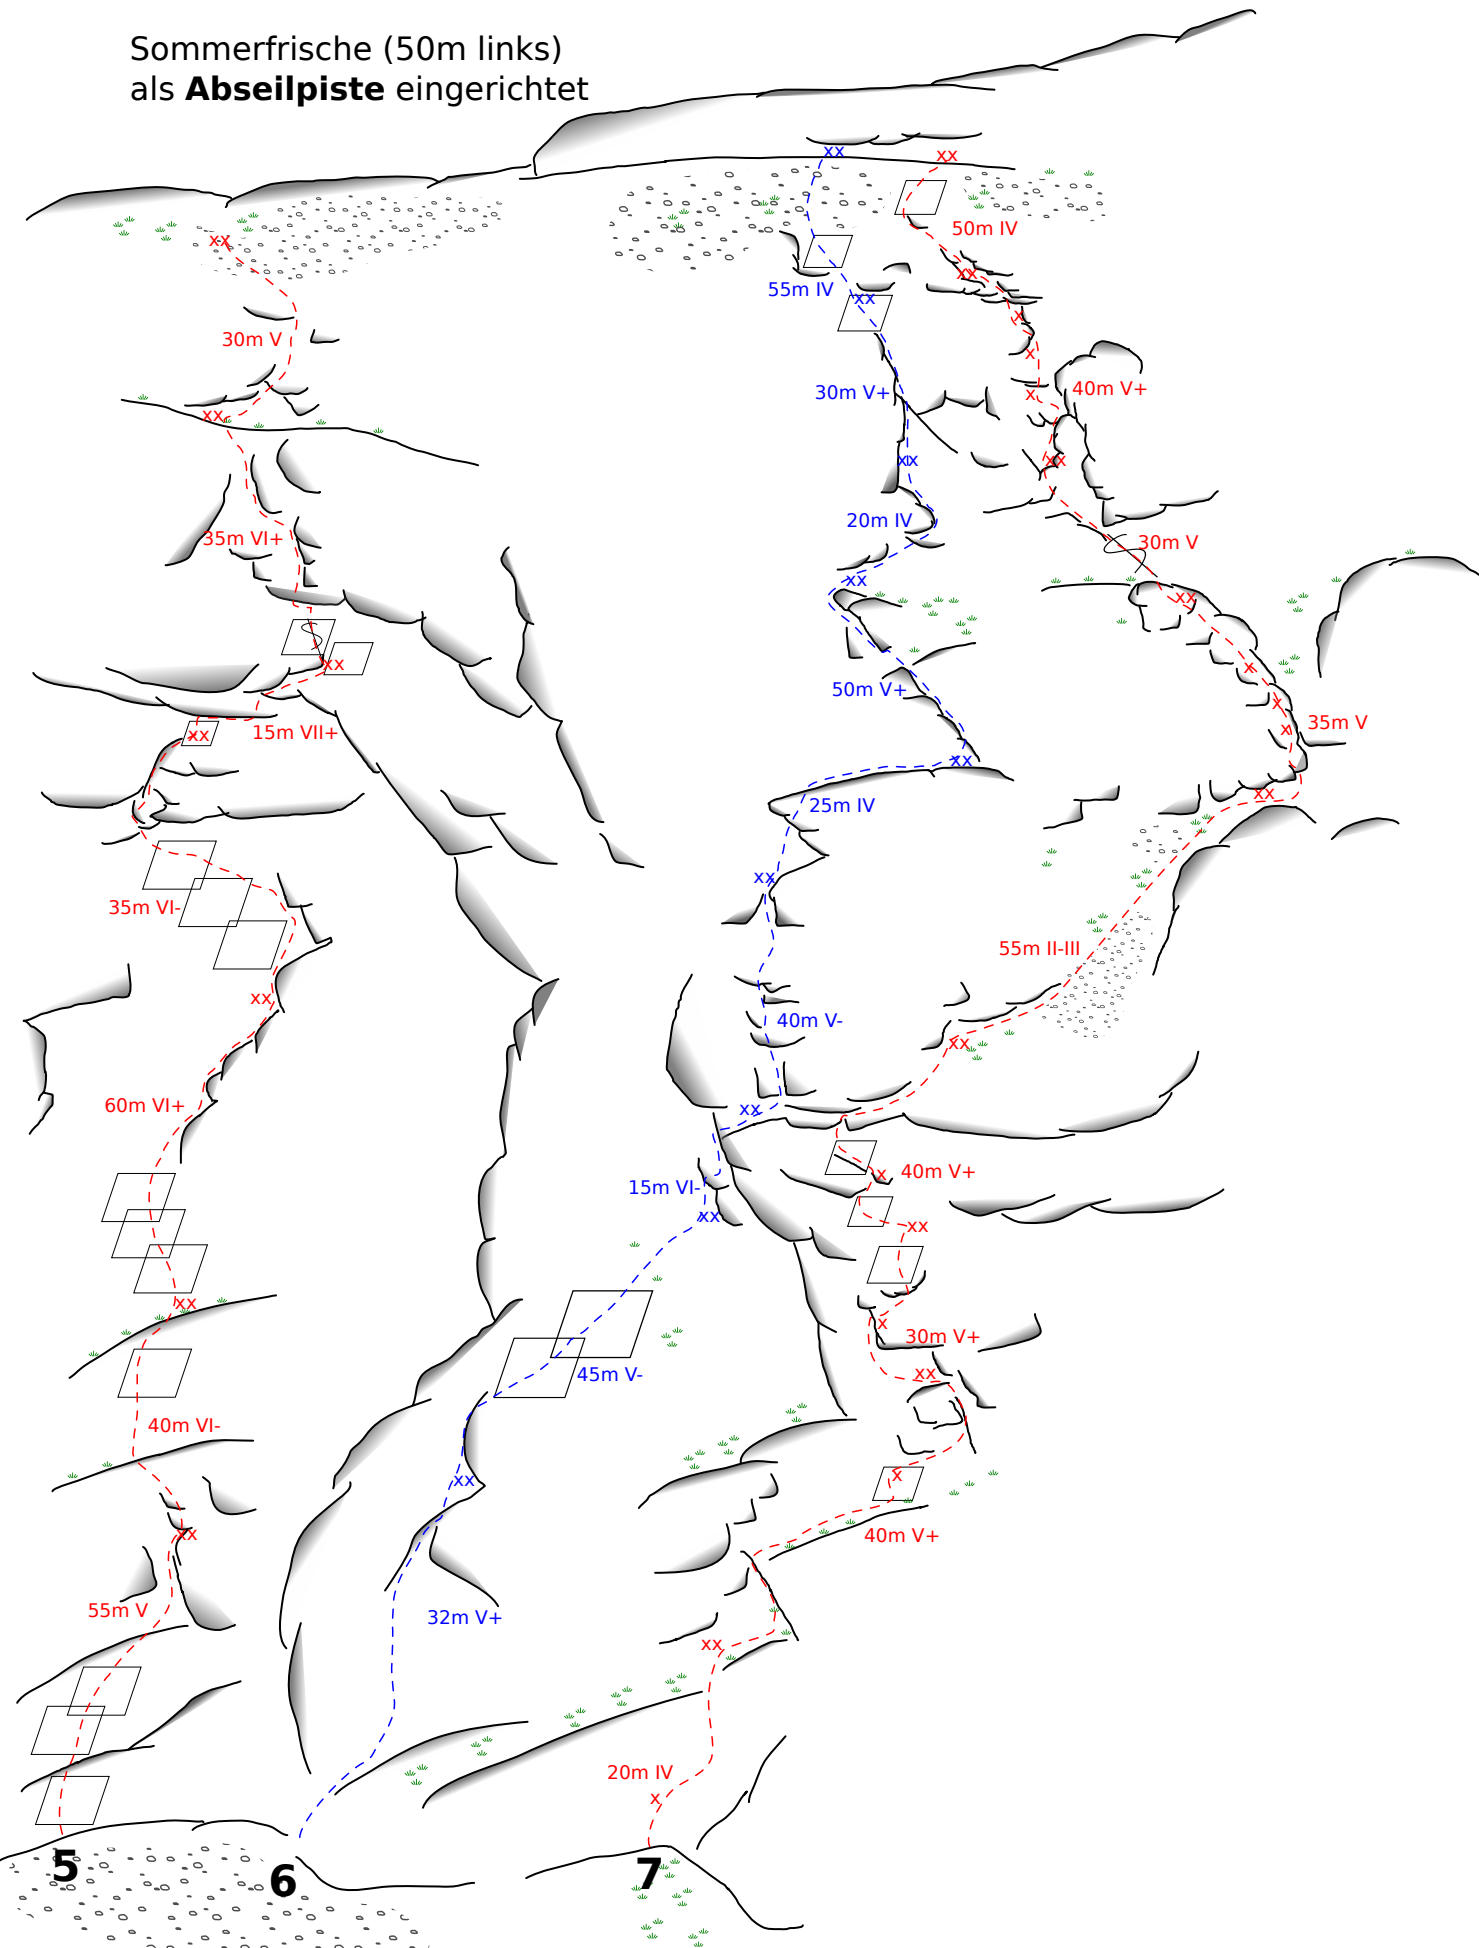 Sommerfrische (50m links)
als Abseilpiste eingerichtet
xx
xx
50m IV
xx
xx
55m IV
xx
x
30m V
x
40m V+
30m V+
x
xx
xx
xx
20m IV
35m VI+
30m V
xx
xx
xx
x
50m V+
x
35m V
x
15m VII+
xx
xx
xx
25m IV
xx
35m VI-
55m II-III
xx
40m V-
xx
60m VI+
xx
40m V+
x
15m VI-
xx
xx
xx
x
30m V+
xx
45m V-
40m VI-
x
xx
xx
40m V+
55m V
32m V+
xx
20m IV
x
5
6
7